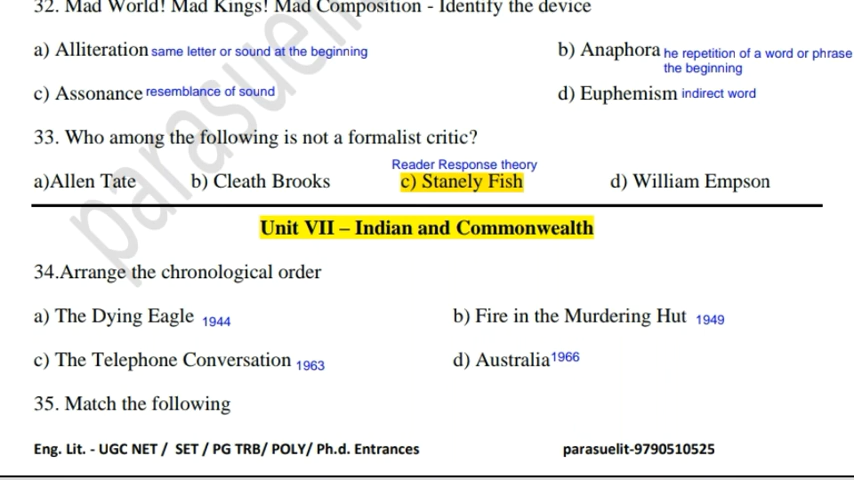 32. Mad World! Mad Kings! Mad Composition - Identify the device
a) Alliteration same letter or sound at the beginning b) Anaphora he repetition of a word or phrase
the beginning
c) Assonance resemblance of sound d) Euphemism indirect word
33. Who among the following is not a formalist critic?
Reader Response theory
a)Allen Tate b) Cleath Brooks c) Stanely Fish d) William Empson
Unit VII – Indian and Commonwealth
34.Arrange the chronological order
a) The Dying Eagle 1944 b) Fire in the Murdering Hut 1949
c) The Telephone Conversation 1963 d) Australia 1966
35. Match the following
Eng. Lit. - UGC NET / SET / PG TRB/ POLY/ Ph.d. Entrances parasuelit-9790510525
parasueli